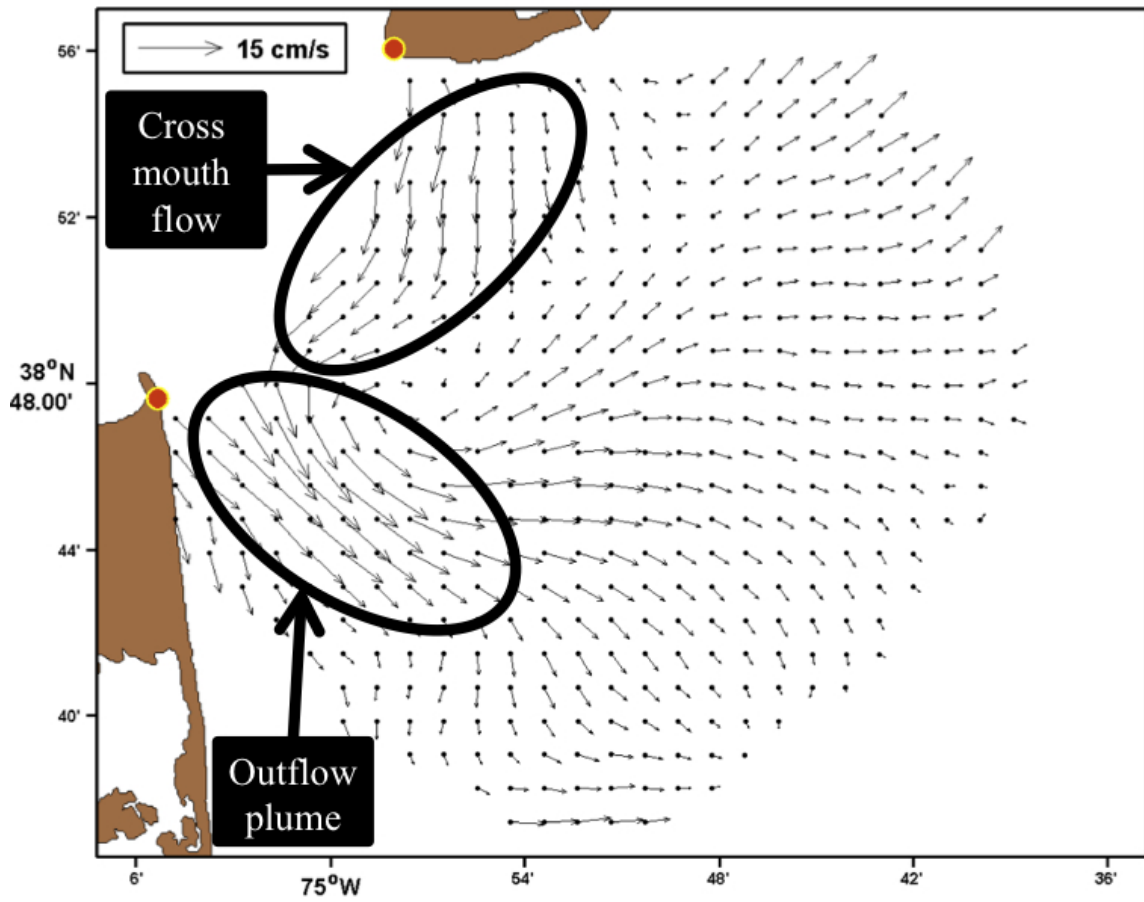 15 cm/s
56'
Cross
mouth
flow
52'
38°N
48.00'
44'
40'
Outflow
plume
6'
75°W
54'
48'
42'
36'